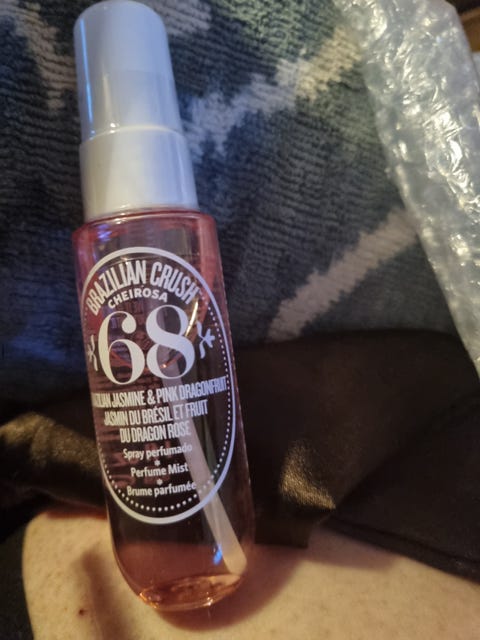 BRAZILIAN CRUSH
CHEIROSA
68
BRAZILIAN JASMINE & PINK DRAGONFRUIT
JASMIN DU BRÉSIL ET FRUIT
DU DRAGON ROSE
Spray perfumado
Perfume Mist
Brume parfumée